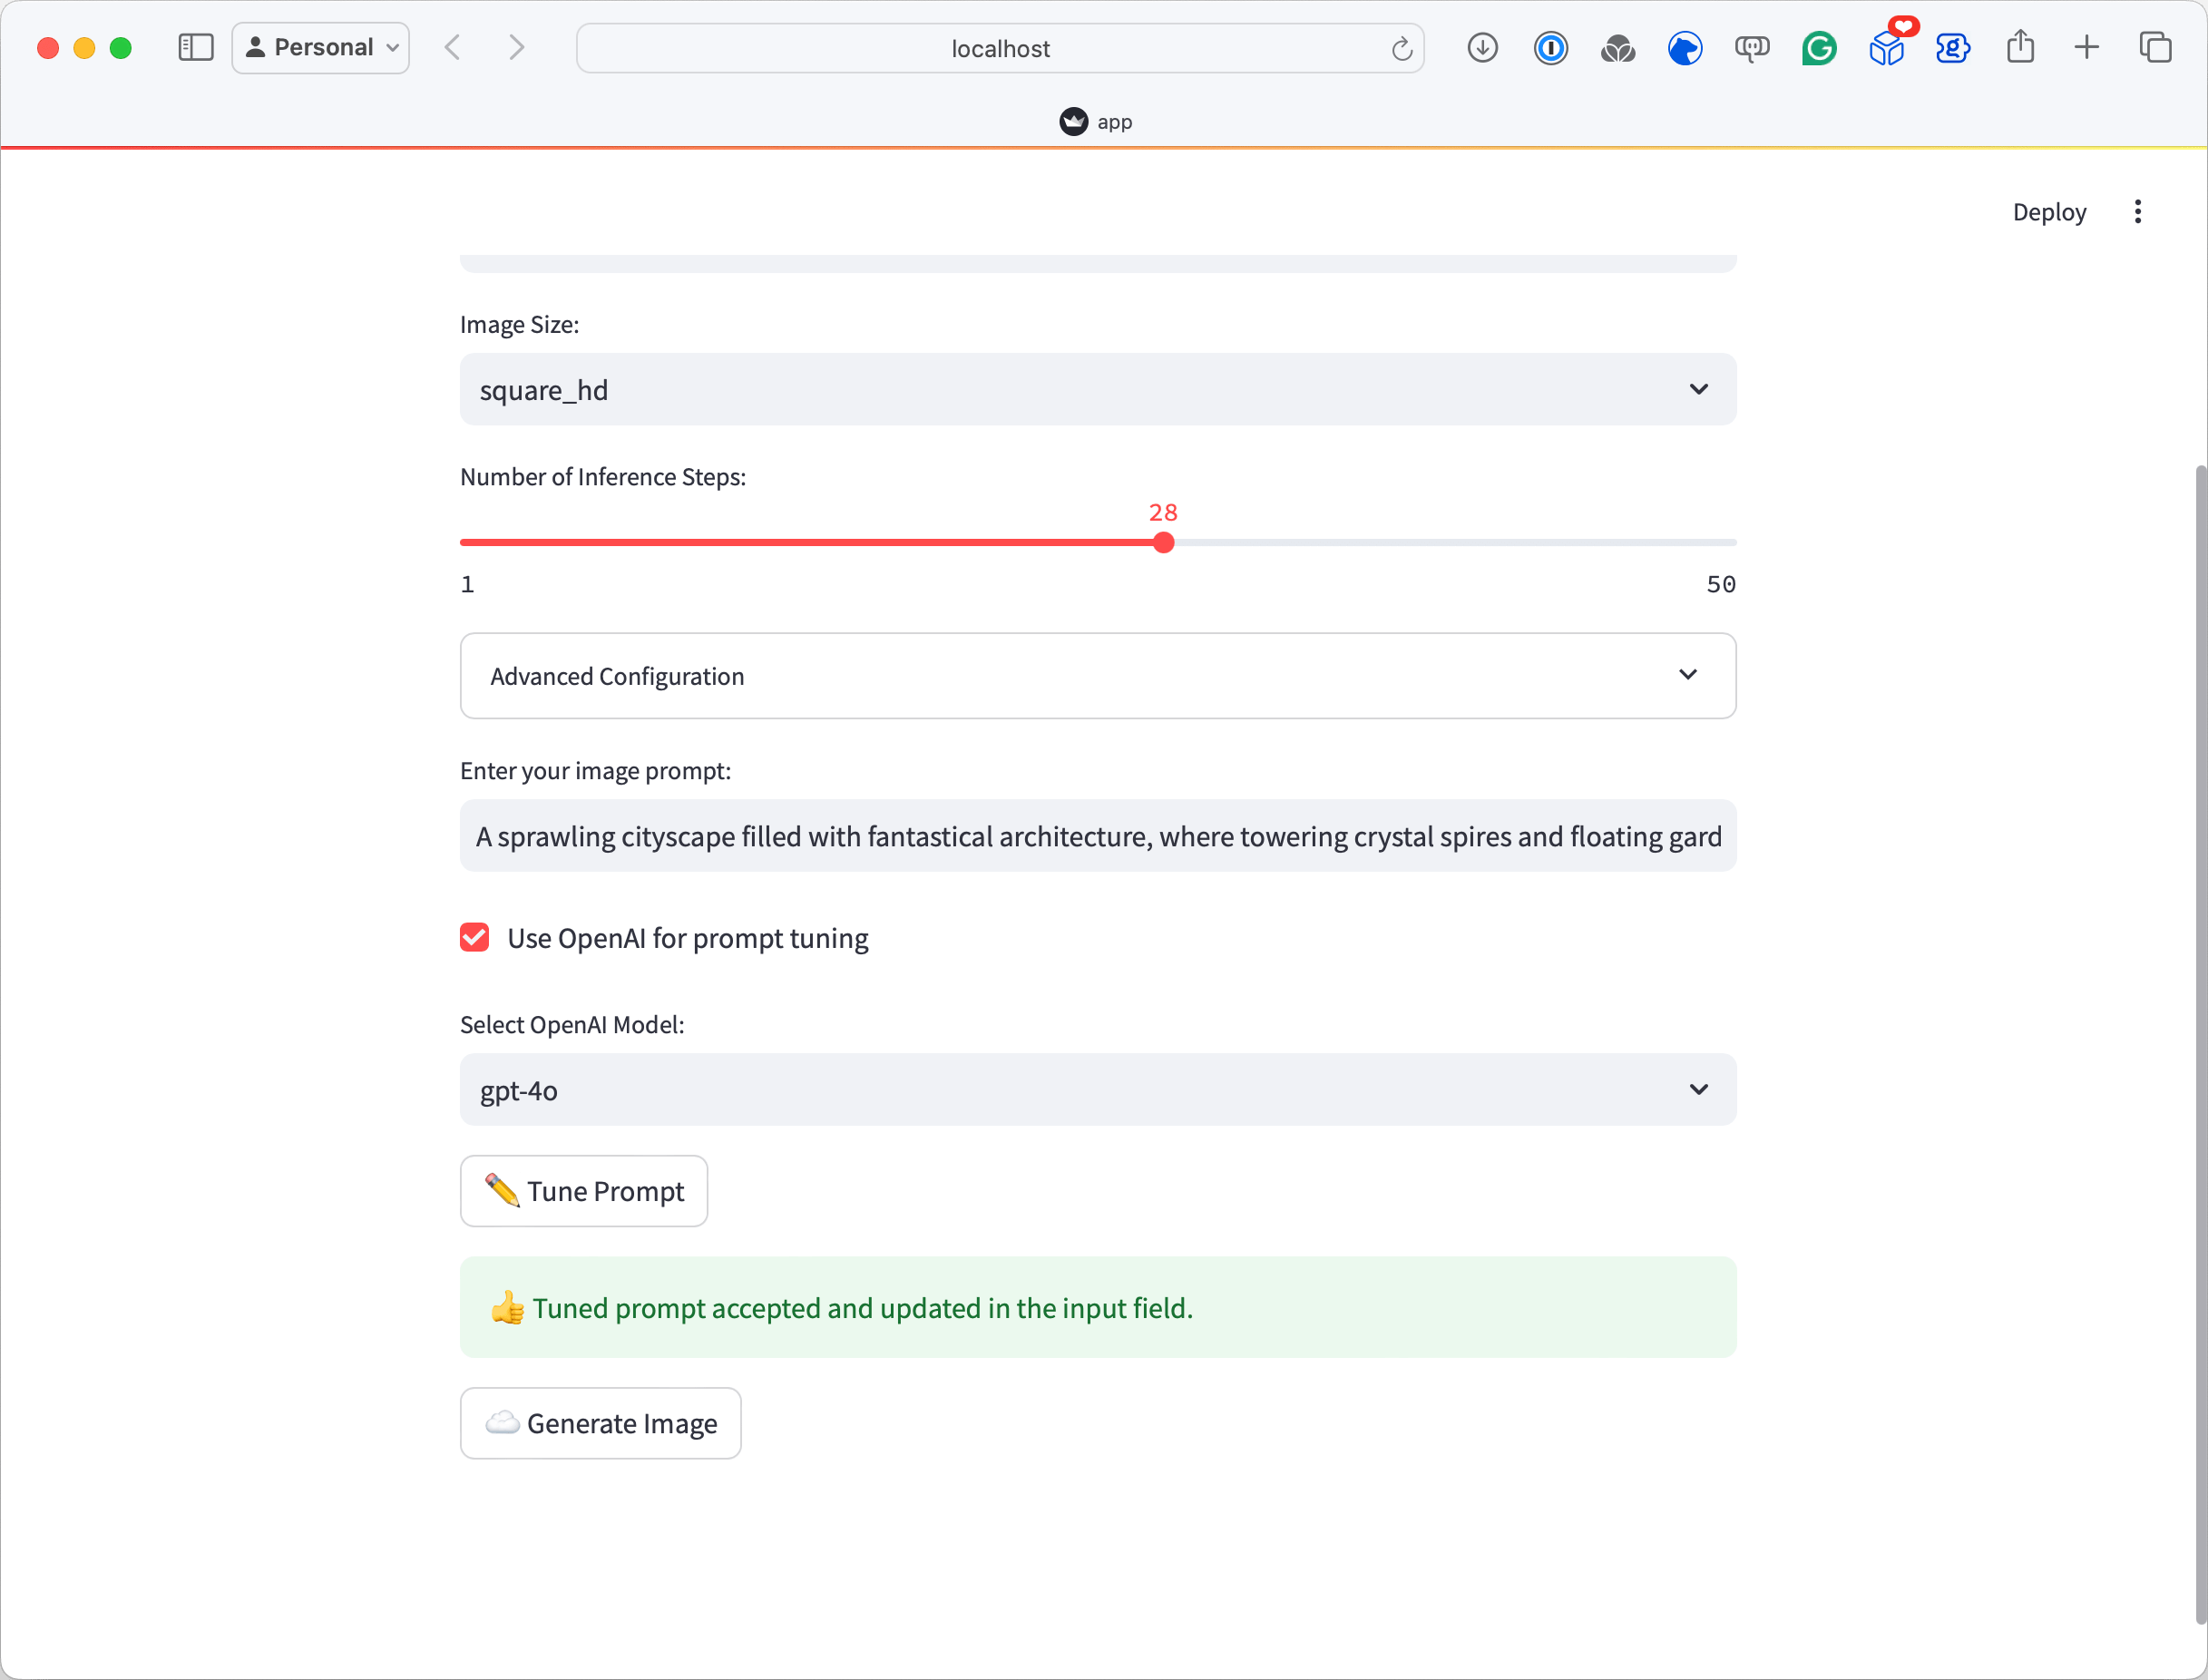 Personal
localhost
app
Deploy
Image Size:
square_hd
Number of Inference Steps:
28
1
50
Advanced Configuration
Enter your image prompt:
A sprawling cityscape filled with fantastical architecture, where towering crystal spires and floating gard
Use OpenAI for prompt tuning
Select OpenAI Model:
gpt-4o
✏️ Tune Prompt
👍 Tuned prompt accepted and updated in the input field.
☁️ Generate Image